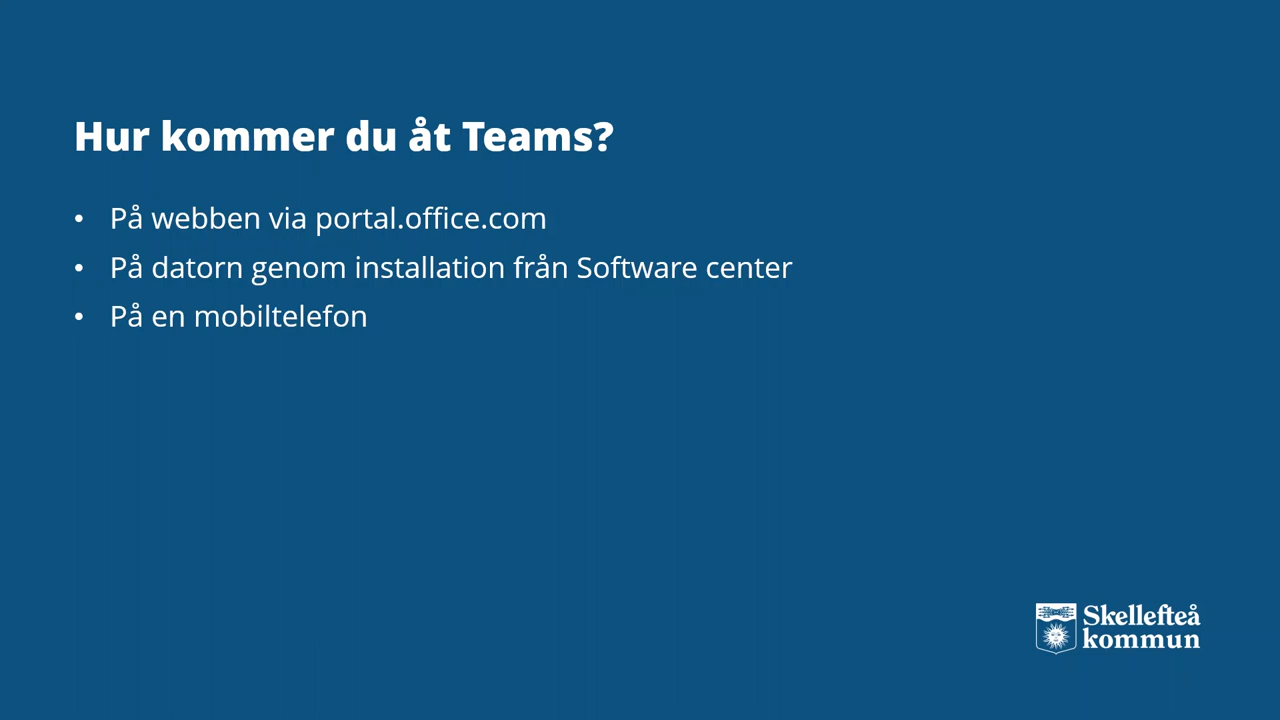 Hur kommer du åt Teams?
• På webben via portal.office.com
• På datorn genom installation från Software center
• På en mobiltelefon
Skellefteå
kommun